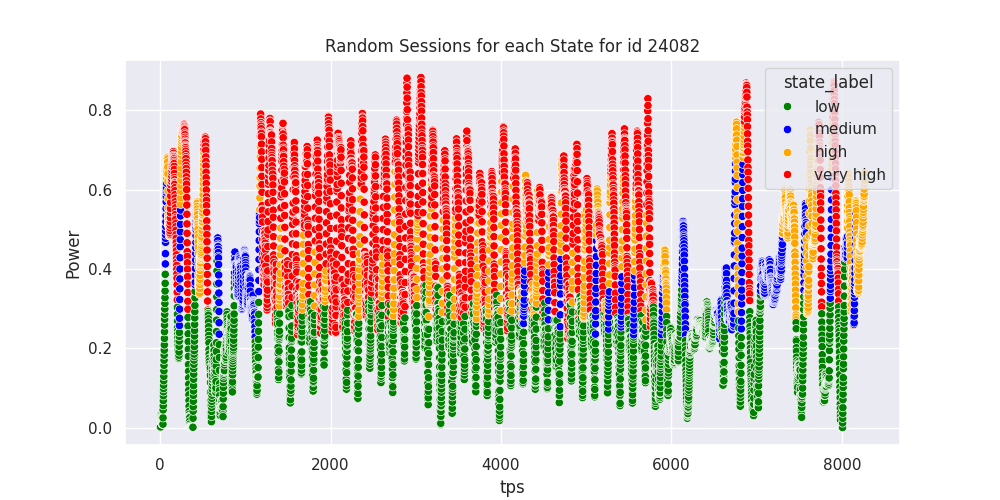 Random Sessions for each State for id 24082
state_label
low
medium
high
very high
Power
0.8
0.6
0.4
0.2
0.0
0
2000
4000
6000
8000
tps